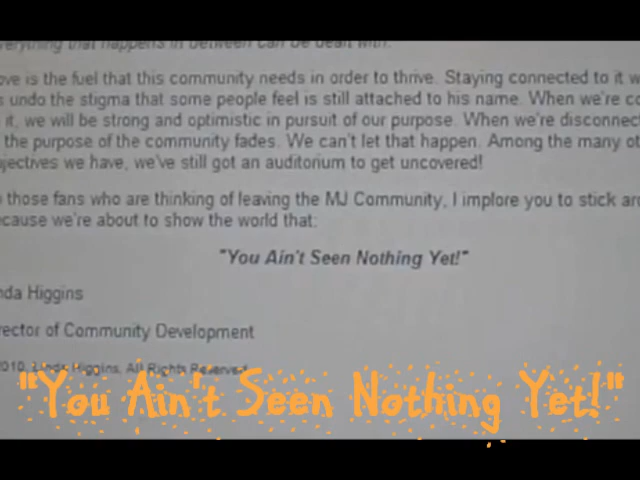 everything that happens in between can be dealt with.
ove is the fuel that this community needs in order to thrive. Staying connected to it w
s undo the stigma that some people feel is still attached to his name. When we're co
it, we will be strong and optimistic in pursuit of our purpose. When we're disconnect
the purpose of the community fades. We can't let that happen. Among the many ot
jectives we have, we've still got an auditorium to get uncovered!
those fans who are thinking of leaving the MJ Community, I implore you to stick aro
cause we're about to show the world that:
"You Ain't Seen Nothing Yet!"
nda Higgins
rector of Community Development
2010, Linda Higgins, All Rights Reserved
"You Ain't Seen Nothing Yet!"